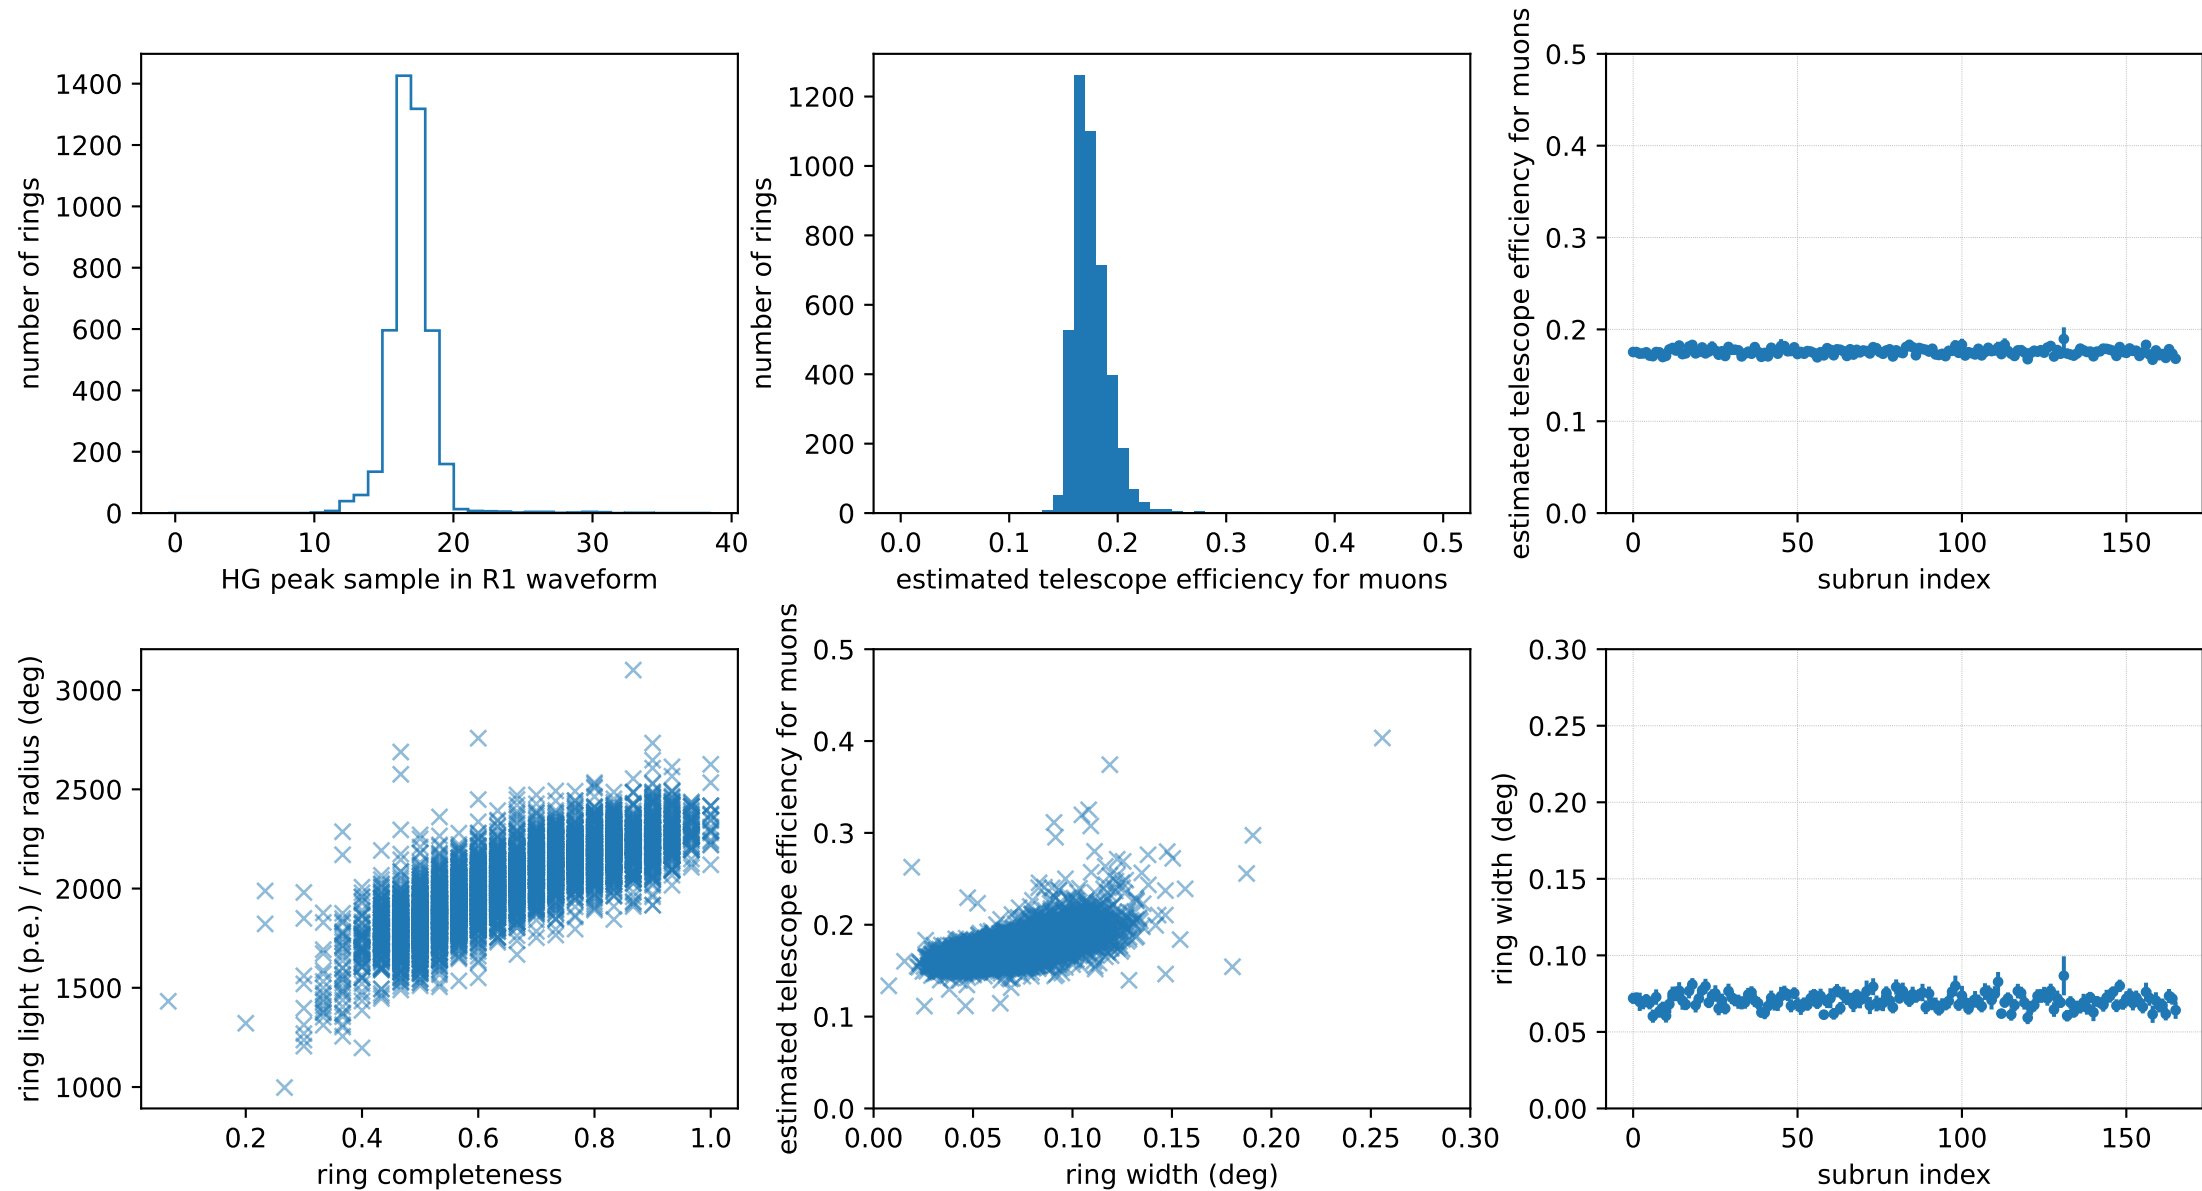 1400
1200
1000
800
600
400
200
0
number of rings
0 10 20 30 40
HG peak sample in R1 waveform
1200
1000
800
600
400
200
0
number of rings
0.0 0.1 0.2 0.3 0.4 0.5
estimated telescope efficiency for muons
0.5
0.4
0.3
0.2
0.1
0.0
estimated telescope efficiency for muons
0 50 100 150
subrun index
3000
2500
2000
1500
1000
ring light (p.e.) / ring radius (deg)
0.2 0.4 0.6 0.8 1.0
ring completeness
0.5
0.4
0.3
0.2
0.1
0.0
estimated telescope efficiency for muons
0.00 0.05 0.10 0.15 0.20 0.25 0.30
ring width (deg)
0.30
0.25
0.20
0.15
0.10
0.05
0.00
ring width (deg)
0 50 100 150
subrun index